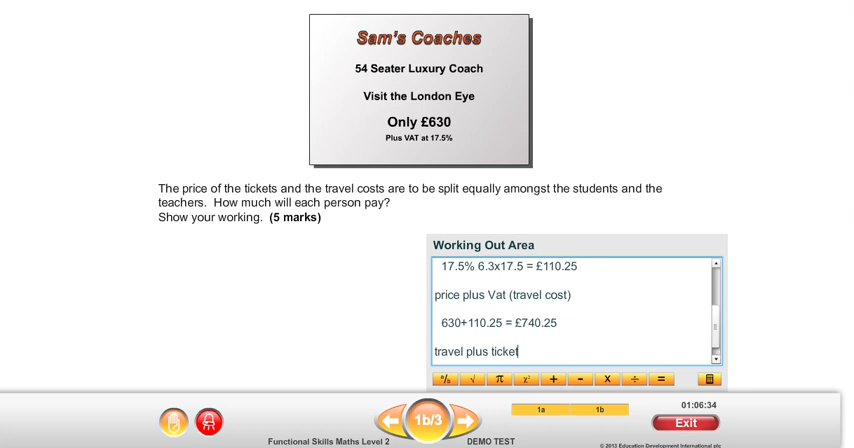 Sam's Coaches
54 Seater Luxury Coach
Visit the London Eye
Only £630
Plus VAT at 17.5%
The price of the tickets and the travel costs are to be split equally amongst the students and the
teachers. How much will each person pay?
Show your working. (5 marks)
Working Out Area
17.5% 6.3x17.5 = £110.25
price plus Vat (travel cost)
630+110.25 = £740.25
travel plus ticket
a/b √ π x² + - x ÷ =
1b/3
1a 1b
01:06:34
Exit
Functional Skills Maths Level 2
DEMO TEST
© 2013 Education Development International plc